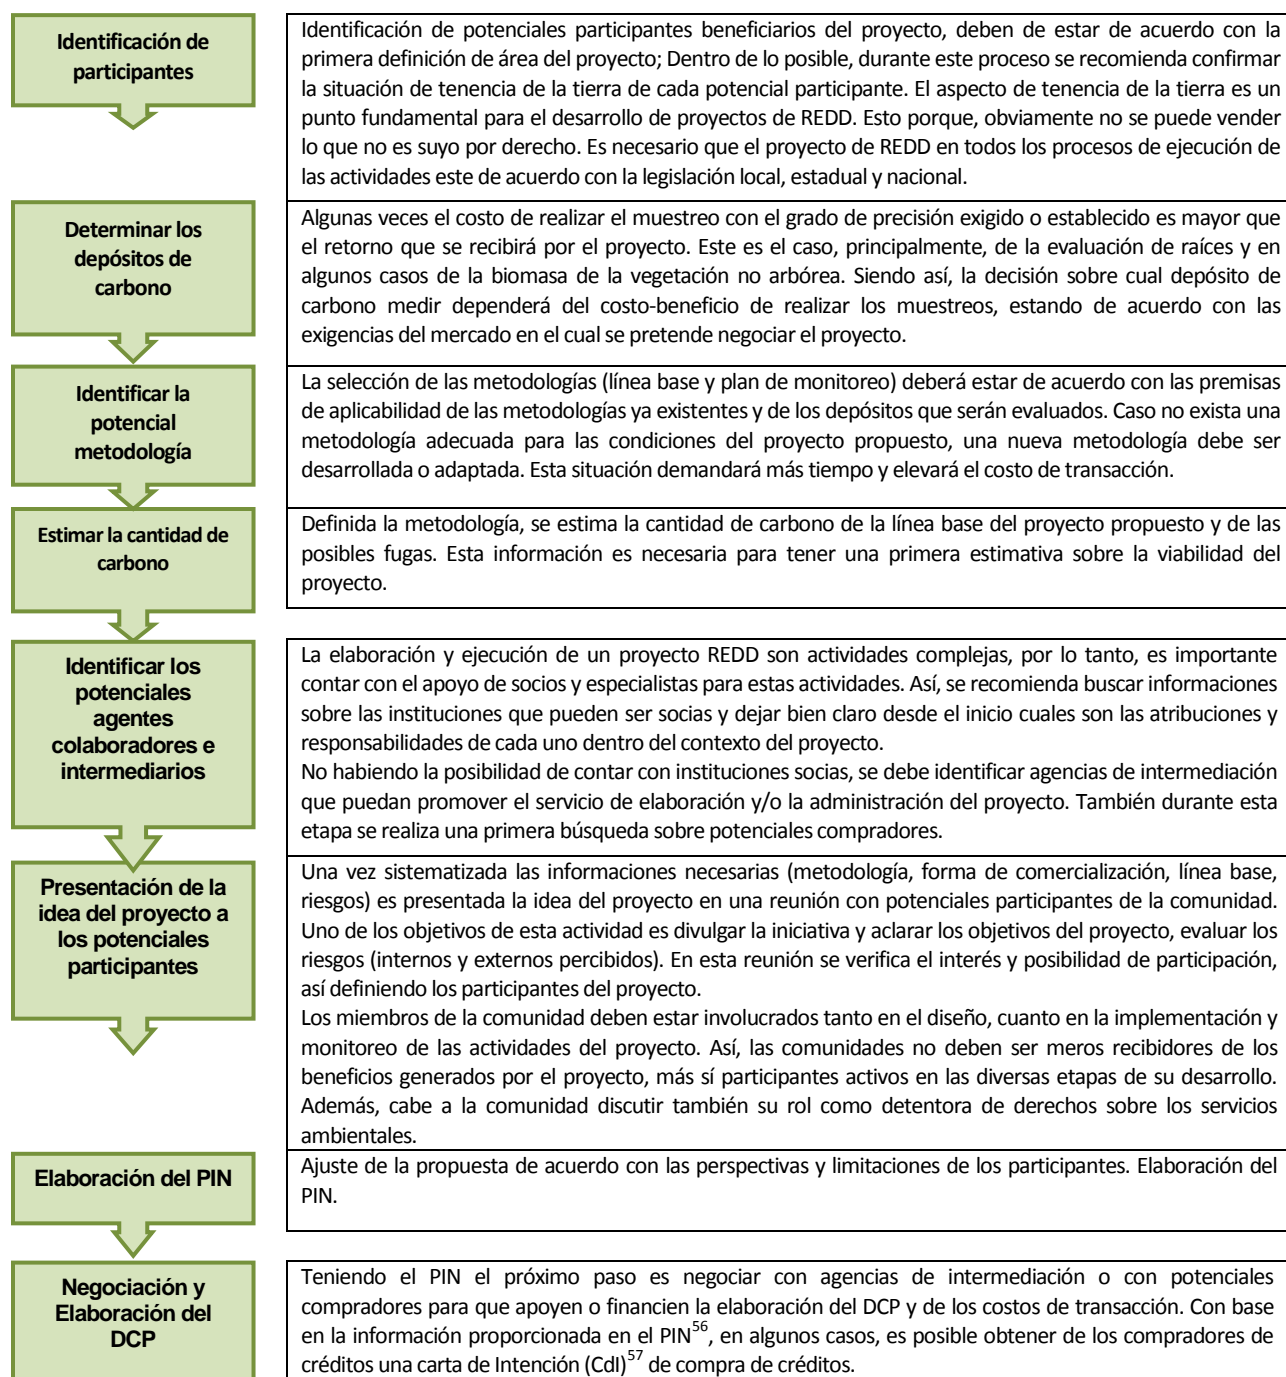 Identificación de
participantes
Identificación de potenciales participantes beneficiarios del proyecto, deben de estar de acuerdo con la
primera definición de área del proyecto; Dentro de lo posible, durante este proceso se recomienda confirmar
la situación de tenencia de la tierra de cada potencial participante. El aspecto de tenencia de la tierra es un
punto fundamental para el desarrollo de proyectos de REDD. Esto porque, obviamente no se puede vender
lo que no es suyo por derecho. Es necesario que el proyecto de REDD en todos los procesos de ejecución de
las actividades este de acuerdo con la legislación local, estadual y nacional.
Determinar los
depósitos de
carbono
Algunas veces el costo de realizar el muestreo con el grado de precisión exigido o establecido es mayor que
el retorno que se recibirá por el proyecto. Este es el caso, principalmente, de la evaluación de raíces y en
algunos casos de la biomasa de la vegetación no arbórea. Siendo así, la decisión sobre cual depósito de
carbono medir dependerá del costo-beneficio de realizar los muestreos, estando de acuerdo con las
exigencias del mercado en el cual se pretende negociar el proyecto.
Identificar la
potencial
metodología
La selección de las metodologías (línea base y plan de monitoreo) deberá estar de acuerdo con las premisas
de aplicabilidad de las metodologías ya existentes y de los depósitos que serán evaluados. Caso no exista una
metodología adecuada para las condiciones del proyecto propuesto, una nueva metodología debe ser
desarrollada o adaptada. Esta situación demandará más tiempo y elevará el costo de transacción.
Estimar la cantidad de
carbono
Definida la metodología, se estima la cantidad de carbono de la línea base del proyecto propuesto y de las
posibles fugas. Esta información es necesaria para tener una primera estimativa sobre la viabilidad del
proyecto.
Identificar los
potenciales
agentes
colaboradores e
intermediarios
La elaboración y ejecución de un proyecto REDD son actividades complejas, por lo tanto, es importante
contar con el apoyo de socios y especialistas para estas actividades. Así, se recomienda buscar informaciones
sobre las instituciones que pueden ser socias y dejar bien claro desde el inicio cuales son las atribuciones y
responsabilidades de cada uno dentro del contexto del proyecto.
No habiendo la posibilidad de contar con instituciones socias, se debe identificar agencias de intermediación
que puedan promover el servicio de elaboración y/o la administración del proyecto. También durante esta
etapa se realiza una primera búsqueda sobre potenciales compradores.
Presentación de la
idea del proyecto a
los potenciales
participantes
Una vez sistematizada las informaciones necesarias (metodología, forma de comercialización, línea base,
riesgos) es presentada la idea del proyecto en una reunión con potenciales participantes de la comunidad.
Uno de los objetivos de esta actividad es divulgar la iniciativa y aclarar los objetivos del proyecto, evaluar los
riesgos (internos y externos percibidos). En esta reunión se verifica el interés y posibilidad de participación,
así definiendo los participantes del proyecto.
Los miembros de la comunidad deben estar involucrados tanto en el diseño, cuanto en la implementación y
monitoreo de las actividades del proyecto. Así, las comunidades no deben ser meros recibidores de los
beneficios generados por el proyecto, más sí participantes activos en las diversas etapas de su desarrollo.
Además, cabe a la comunidad discutir también su rol como detentora de derechos sobre los servicios
ambientales.
Elaboración del PIN
Ajuste de la propuesta de acuerdo con las perspectivas y limitaciones de los participantes. Elaboración del
PIN.
Negociación y
Elaboración del
DCP
Teniendo el PIN el próximo paso es negociar con agencias de intermediación o con potenciales
compradores para que apoyen o financien la elaboración del DCP y de los costos de transacción. Con base
en la información proporcionada en el PIN56, en algunos casos, es posible obtener de los compradores de
créditos una carta de Intención (CdI)57 de compra de créditos.